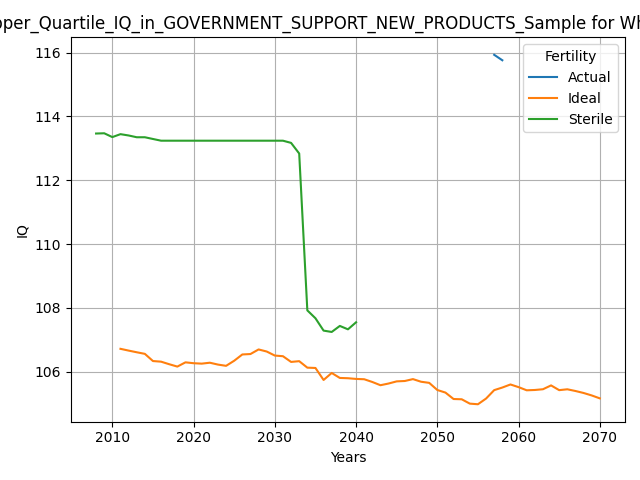 pper_Quartile_IQ_in_GOVERNMENT_SUPPORT_NEW_PRODUCTS_Sample for Wh
Fertility
Actual
Ideal
Sterile
116
114
112
110
108
106
IQ
2010 2020 2030 2040 2050 2060 2070
Years